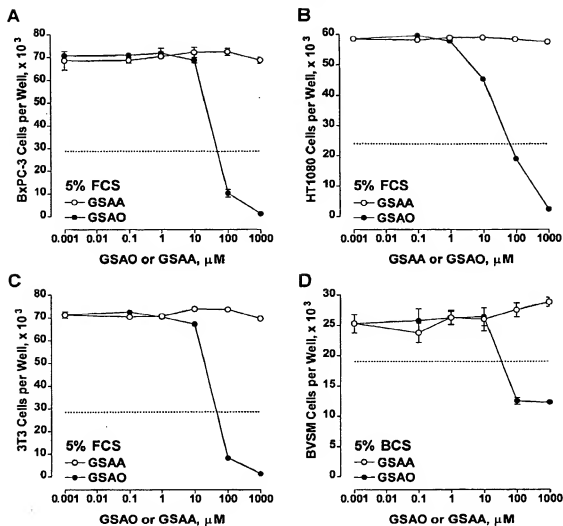 A
BxPC-3 Cells per Well, x 10³
80
70
60
50
40
30
20
10
0
5% FCS
GSAA
GSAO
0.001 0.01 0.1 1 10 100 1000
GSAO or GSAA, µM
B
HT1080 Cells per Well, x 10³
60
50
40
30
20
10
0
5% FCS
GSAA
GSAO
0.001 0.01 0.1 1 10 100 1000
GSAA or GSAO, µM
C
3T3 Cells per Well, x 10³
80
70
60
50
40
30
20
10
0
5% FCS
GSAA
GSAO
0.001 0.01 0.1 1 10 100 1000
GSAO or GSAA, µM
D
BVSM Cells per Well, x 10³
30
25
20
15
10
5
0
5% BCS
GSAA
GSAO
0.001 0.01 0.1 1 10 100 1000
GSAO or GSAA, µM